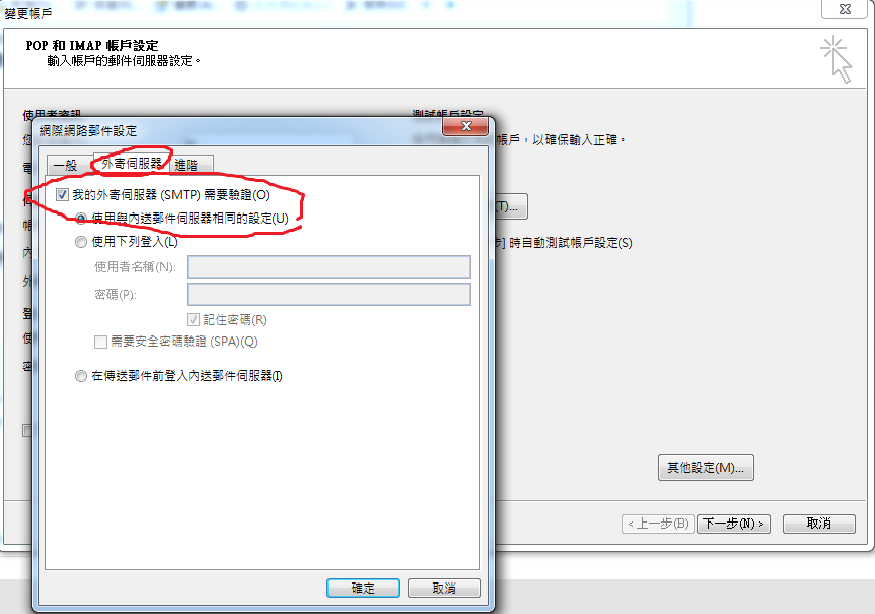 變更帳戶
POP 和 IMAP 帳戶設定
輸入帳戶的郵件伺服器設定。
使用者資訊
測試帳戶設定
帳戶，以確保輸入正確。
(T)...
步] 時自動測試帳戶設定(S)
網際網路郵件設定
一般
外寄伺服器
進階
我的外寄伺服器 (SMTP) 需要驗證(O)
使用與內送郵件伺服器相同的設定(U)
使用下列登入(L)
使用者名稱(N):
密碼(P):
記住密碼(R)
需要安全密碼驗證 (SPA)(Q)
在傳送郵件前登入內送郵件伺服器(I)
確定
取消
其他設定(M)...
< 上一步(B)
下一步(N) >
取消